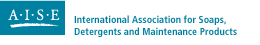 A·I·S·E
International Association for Soaps,
Detergents and Maintenance Products